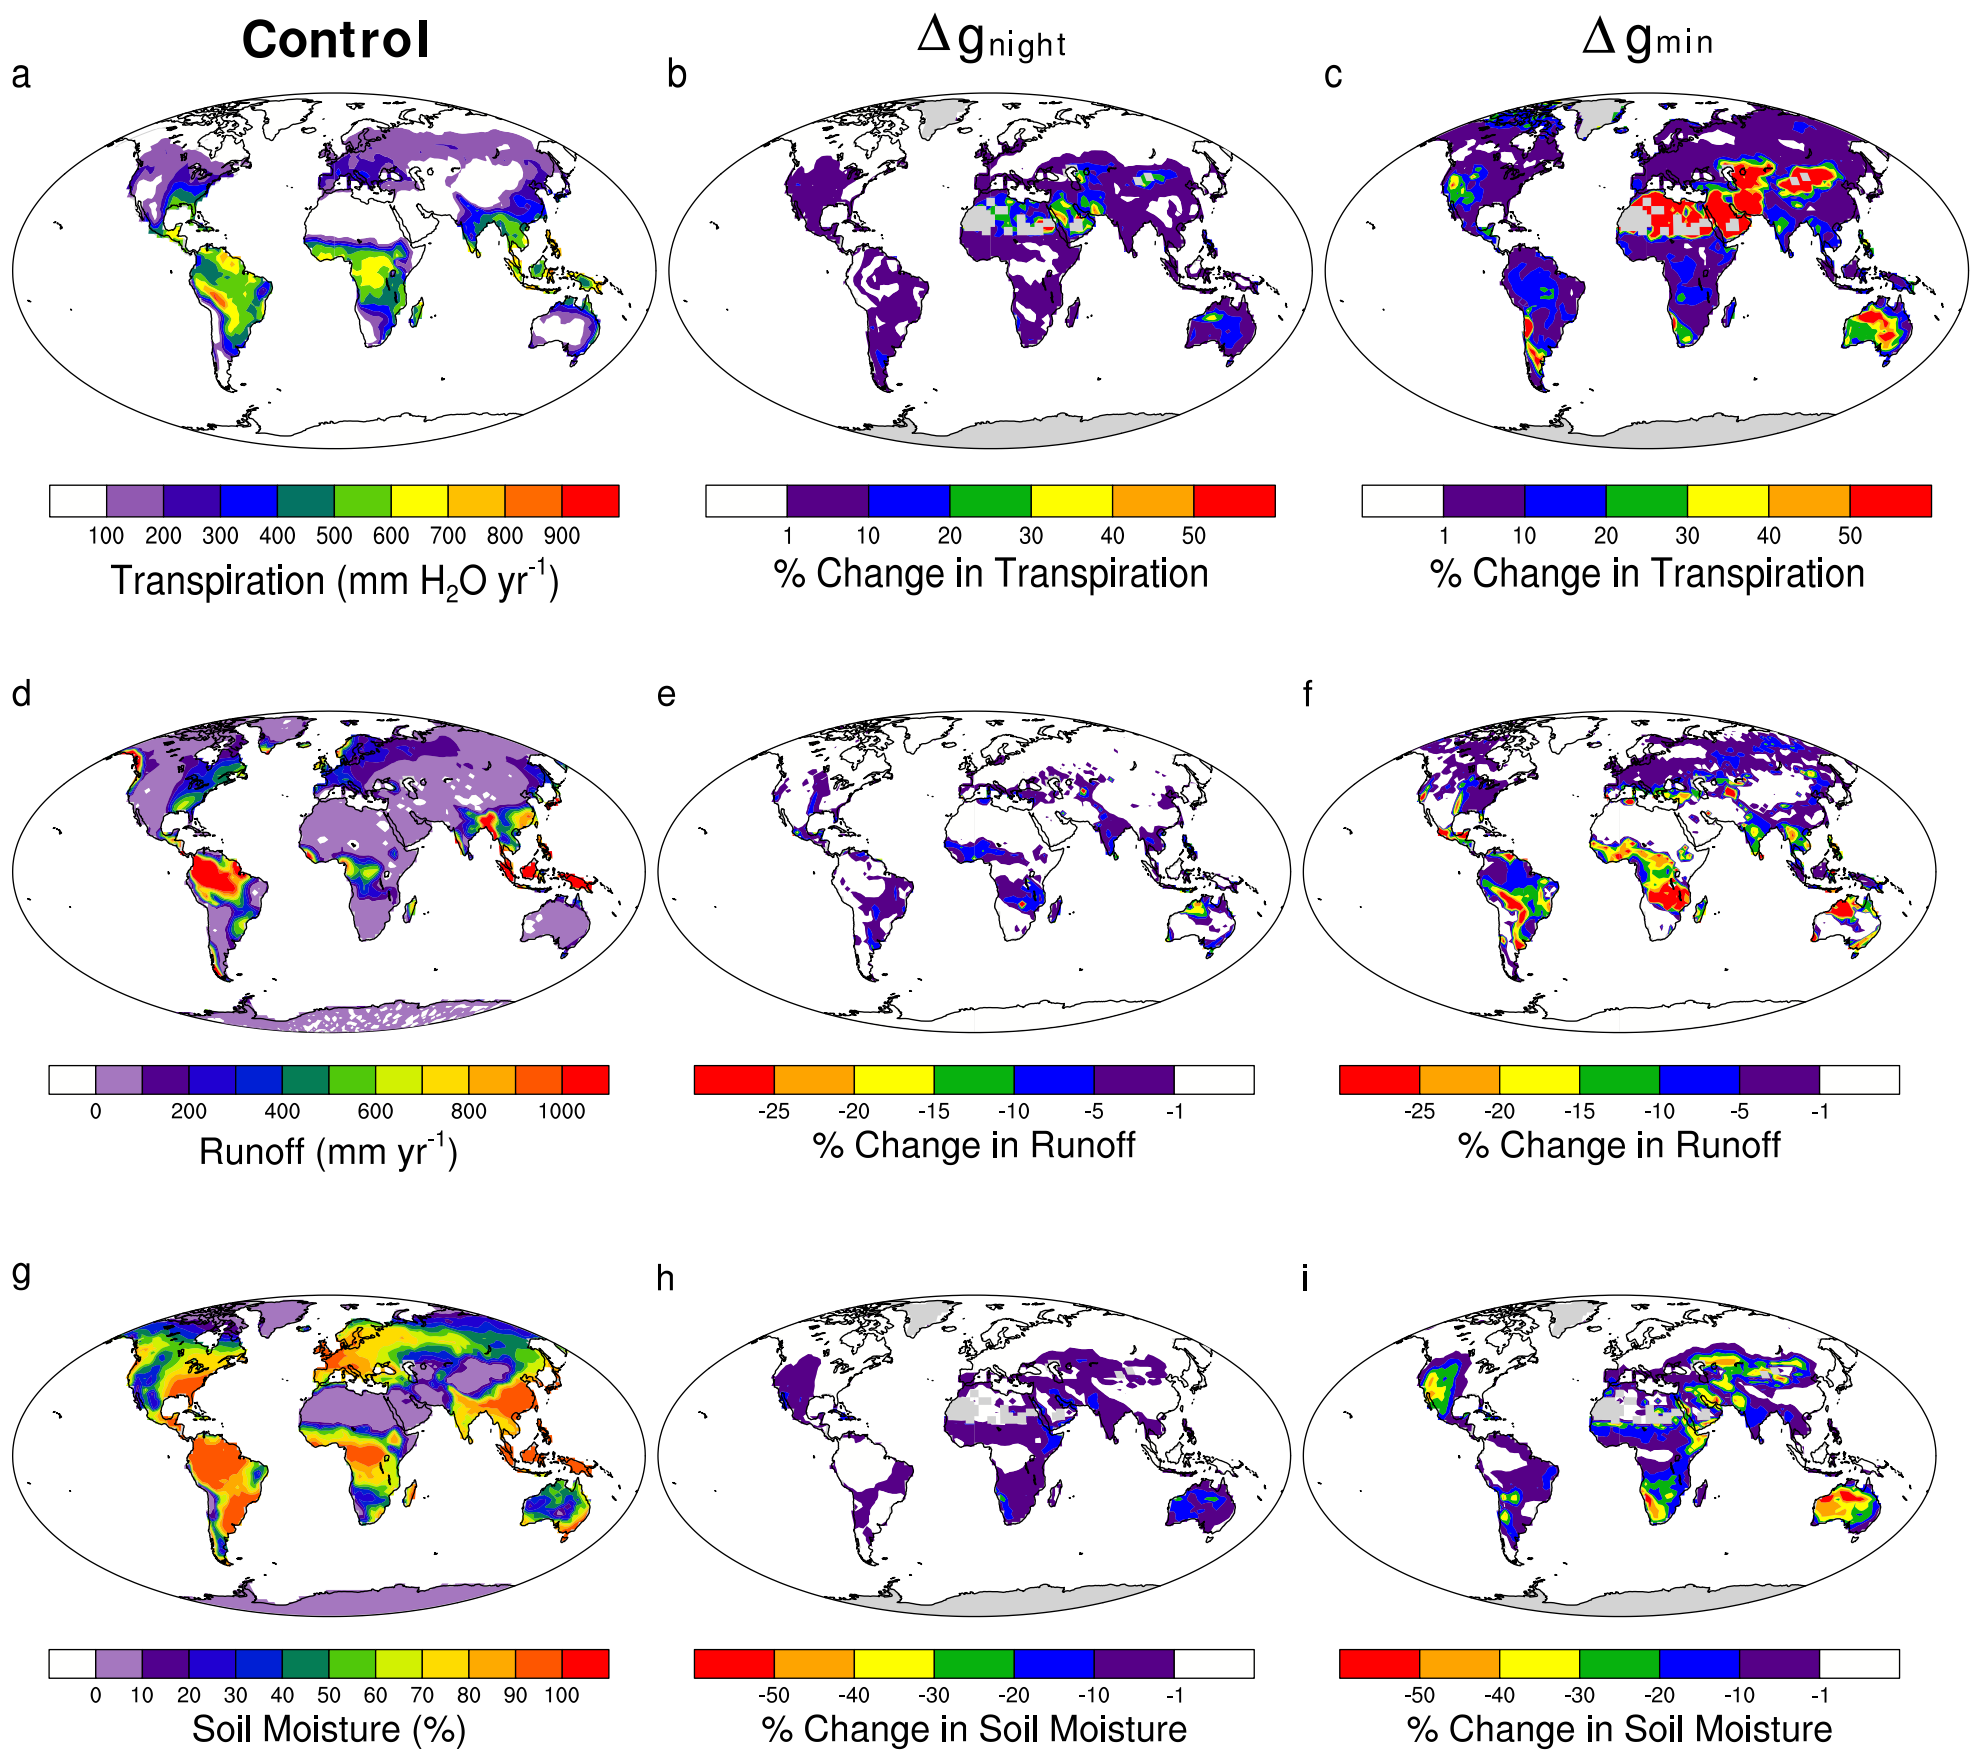 Control
Δ gnight
Δ gmin
a
b
c
100 200 300 400 500 600 700 800 900
Transpiration (mm H₂O yr⁻¹)
1 10 20 30 40 50
% Change in Transpiration
1 10 20 30 40 50
% Change in Transpiration
d
e
f
0 200 400 600 800 1000
Runoff (mm yr⁻¹)
-25 -20 -15 -10 -5 -1
% Change in Runoff
-25 -20 -15 -10 -5 -1
% Change in Runoff
g
h
i
0 10 20 30 40 50 60 70 80 90 100
Soil Moisture (%)
-50 -40 -30 -20 -10 -1
% Change in Soil Moisture
-50 -40 -30 -20 -10 -1
% Change in Soil Moisture